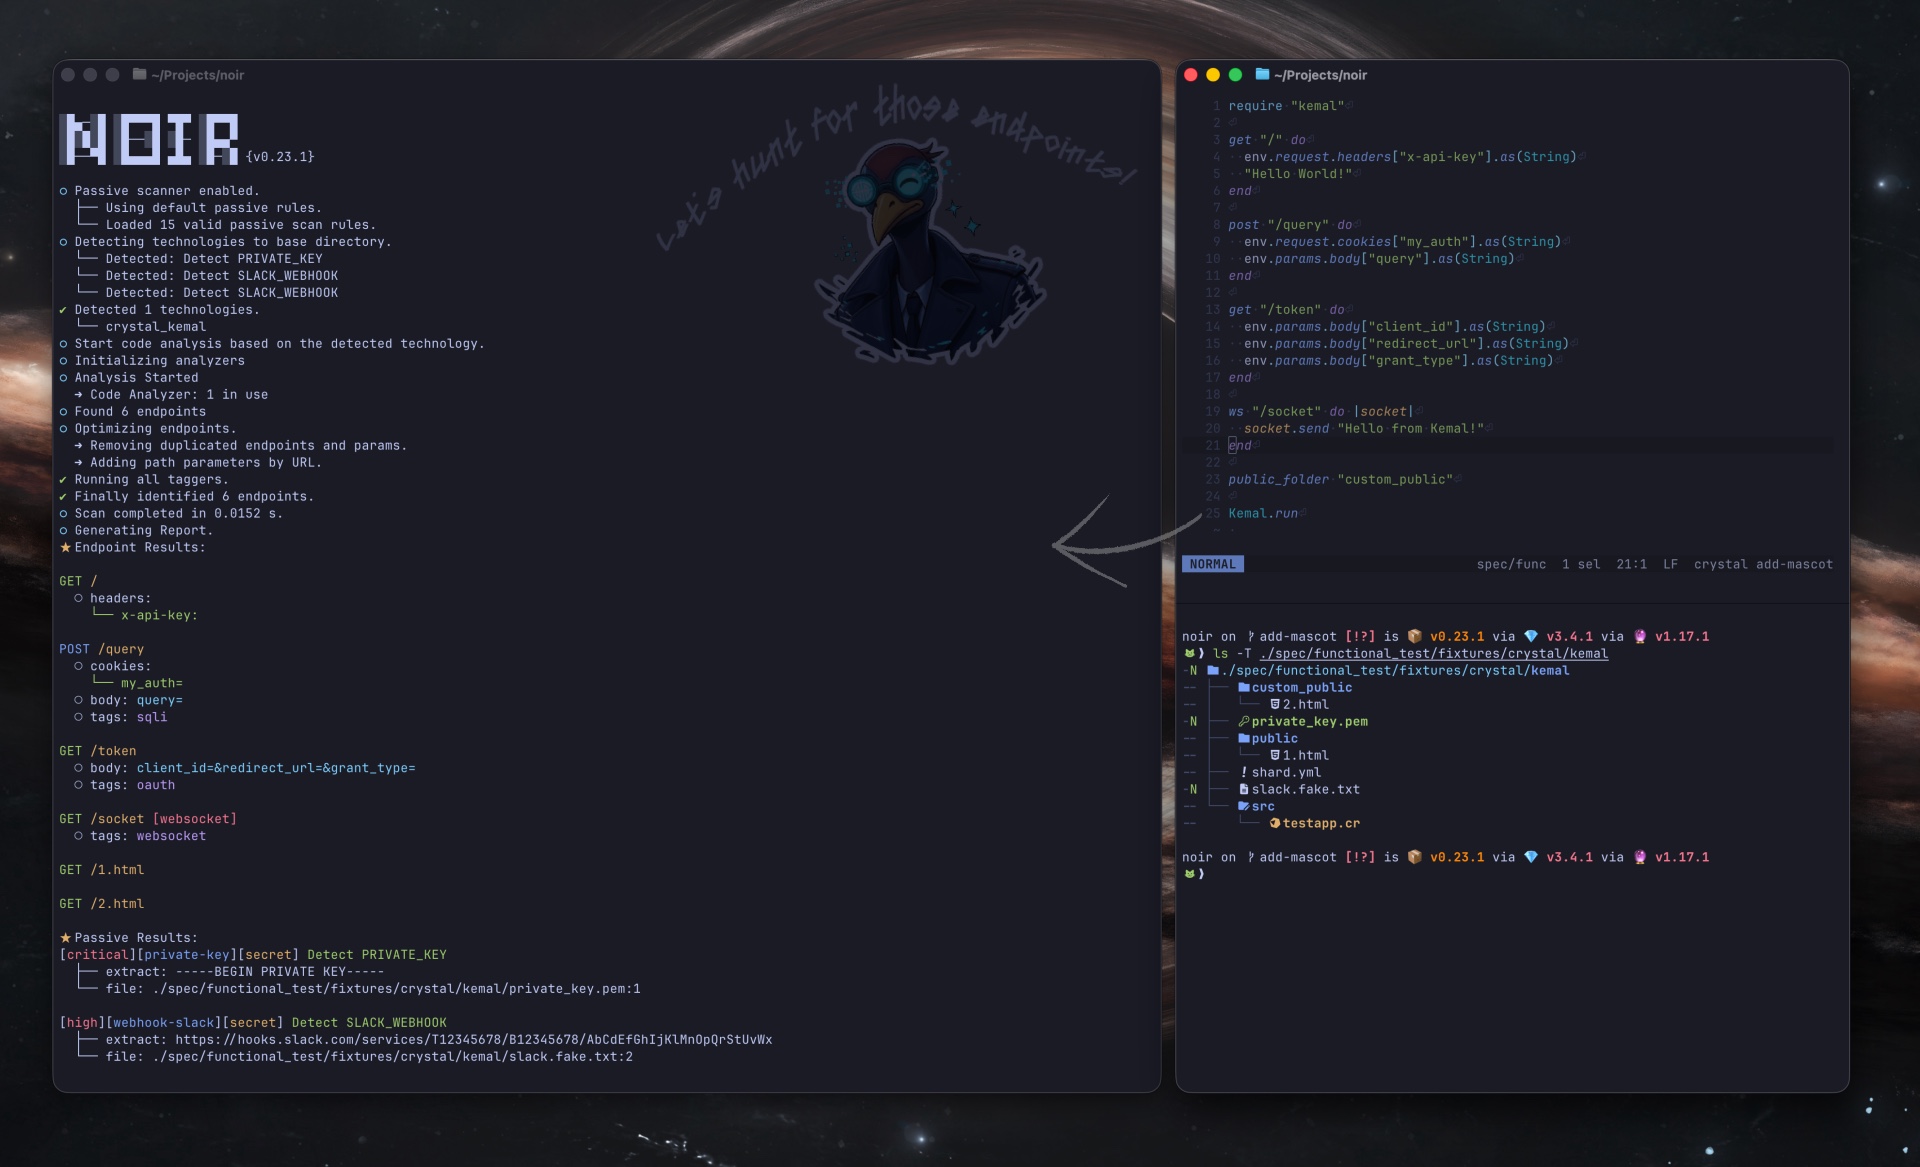 ~/Projects/noir
Let's hunt for those endpoints!
NOIR {v0.23.1}
○ Passive scanner enabled.
├── Using default passive rules.
└── Loaded 15 valid passive scan rules.
○ Detecting technologies to base directory.
└── Detected: Detect PRIVATE_KEY
└── Detected: Detect SLACK_WEBHOOK
└── Detected: Detect SLACK_WEBHOOK
✔ Detected 1 technologies.
└── crystal_kemal
○ Start code analysis based on the detected technology.
○ Initializing analyzers
○ Analysis Started
➔ Code Analyzer: 1 in use
○ Found 6 endpoints
○ Optimizing endpoints.
➔ Removing duplicated endpoints and params.
➔ Adding path parameters by URL.
✔ Running all taggers.
✔ Finally identified 6 endpoints.
○ Scan completed in 0.0152 s.
○ Generating Report.
★ Endpoint Results:
GET /
○ headers:
└── x-api-key:
POST /query
○ cookies:
└── my_auth=
○ body: query=
○ tags: sqli
GET /token
○ body: client_id=&redirect_url=&grant_type=
○ tags: oauth
GET /socket [websocket]
○ tags: websocket
GET /1.html
GET /2.html
★ Passive Results:
[critical][private-key][secret] Detect PRIVATE_KEY
├── extract: -----BEGIN PRIVATE KEY-----
└── file: ./spec/functional_test/fixtures/crystal/kemal/private_key.pem:1
[high][webhook-slack][secret] Detect SLACK_WEBHOOK
├── extract: https://hooks.slack.com/services/T12345678/B12345678/AbCdEfGhIjKlMnOpQrStUvWx
└── file: ./spec/functional_test/fixtures/crystal/kemal/slack.fake.txt:2
~/Projects/noir
1 require "kemal"
2
3 get "/" do
4 env.request.headers["x-api-key"].as(String)
5 "Hello World!"
6 end
7
8 post "/query" do
9 env.request.cookies["my_auth"].as(String)
10 env.params.body["query"].as(String)
11 end
12
13 get "/token" do
14 env.params.body["client_id"].as(String)
15 env.params.body["redirect_url"].as(String)
16 env.params.body["grant_type"].as(String)
17 end
18
19 ws "/socket" do |socket|
20 socket.send "Hello from Kemal!"
21 end
22
23 public_folder "custom_public"
24
25 Kemal.run
NORMAL spec/func 1 sel 21:1 LF crystal add-mascot
noir on add-mascot [!?] is 📦 v0.23.1 via 💎 v3.4.1 via 🔮 v1.17.1
❯ ls -T ./spec/functional_test/fixtures/crystal/kemal
-N ./spec/functional_test/fixtures/crystal/kemal
-- ├── custom_public
-- │ └── 2.html
-N ├── private_key.pem
-- ├── public
-- │ └── 1.html
-- ├── ! shard.yml
-N ├── slack.fake.txt
-- └── src
-- └── testapp.cr
noir on add-mascot [!?] is 📦 v0.23.1 via 💎 v3.4.1 via 🔮 v1.17.1
❯